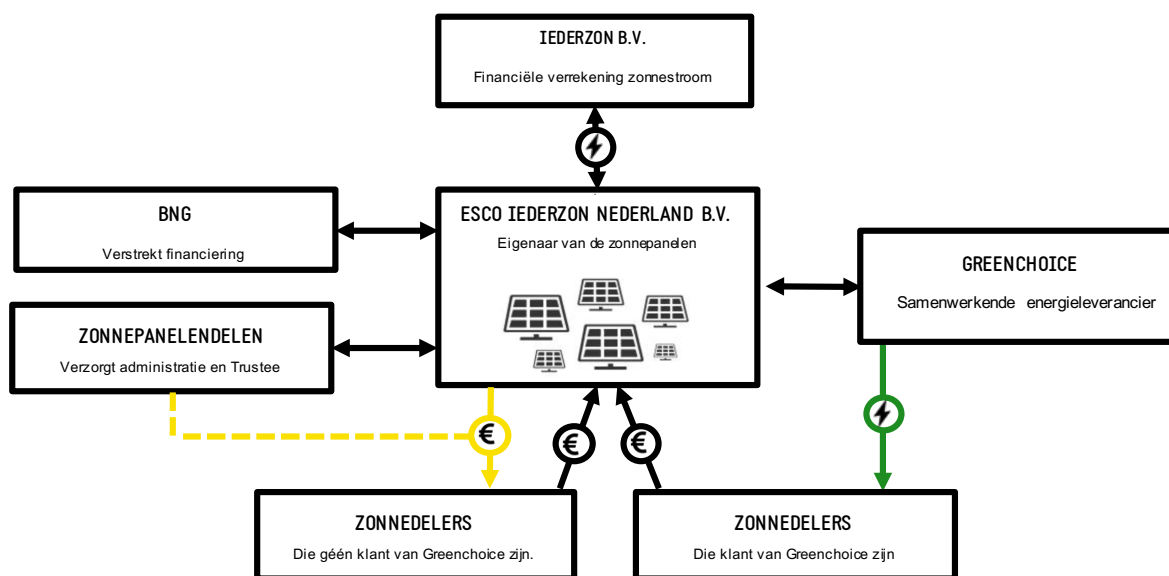 IEDERZON B.V.
Financiële verrekening zonnestroom
BNG
Verstrekt financiering
ESCO IEDERZON NEDERLAND B.V.
Eigenaar van de zonnepanelen
GREENCHOICE
Samenwerkende energieleverancier
ZONNEPANELENDELEN
Verzorgt administratie en Trustee
€
€
€
ZONNEDELERS
Die géén klant van Greenchoice zijn.
ZONNEDELERS
Die klant van Greenchoice zijn